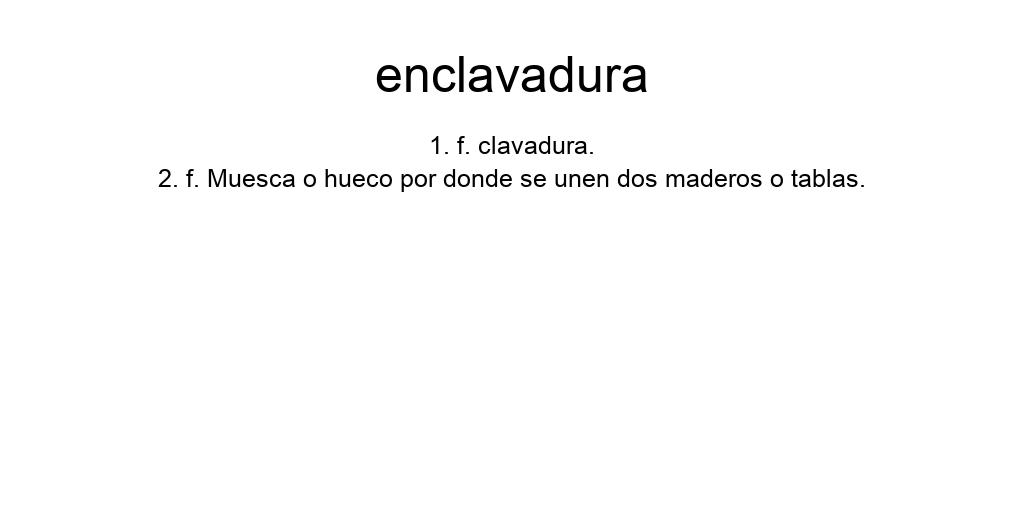 enclavadura
1. f. clavadura.
2. f. Muesca o hueco por donde se unen dos maderos o tablas.